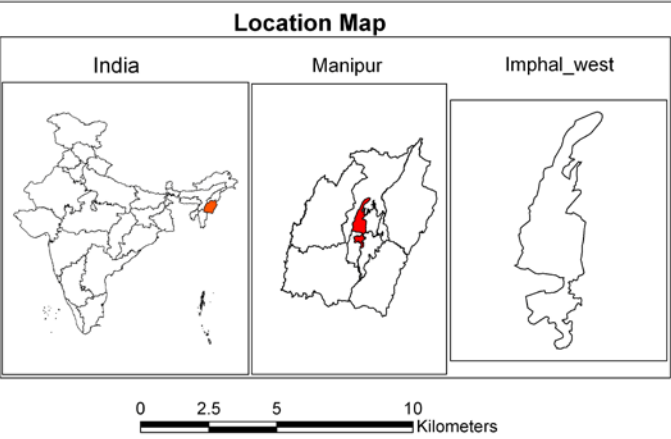 Location Map
India
Manipur
Imphal_west
0 2.5 5 10
Kilometers